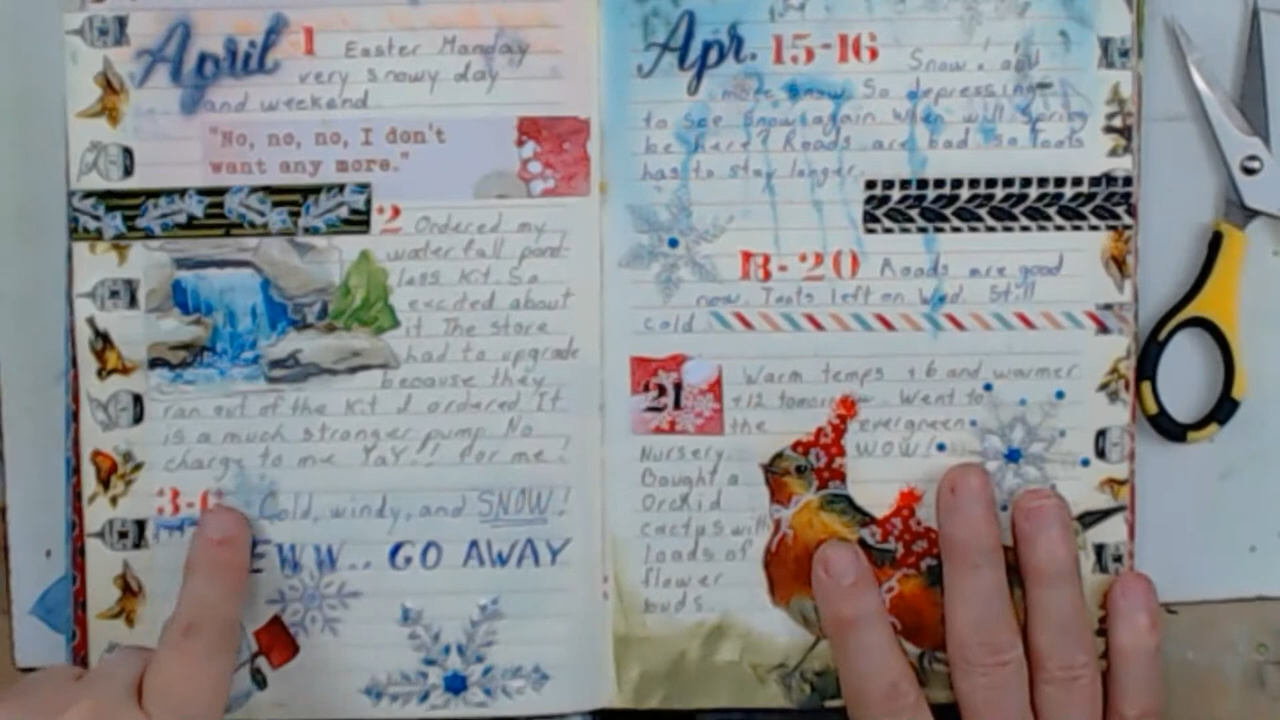 April 1 Easter Manday
very snowy day
and weekend
"No, no, no, I don't
want any more."
2 Ordered my
waterfall pond-
less Kit. So
excited about
it The store
had to upgrade
because they
ran out of the Kit I ordered It
is a much stronger pump No
charge to me YaY!! For me!
Cold, windy, and SNOW!
EWW.. GO AWAY
Apr. 15-16 Snow! and
more snow So depressing
to see snow again When will Spring
be here? Roads are bad so Toots
has to stay longer.
18-20 Roads are good
now. Toots left on Wed. Still
cold
21 Warm temps +6 and warmer
+12 tomorrow. Went to
the evergreen
Nursery. WOW!
Bought a
Orchid
cactus with
loads of
flower
buds.